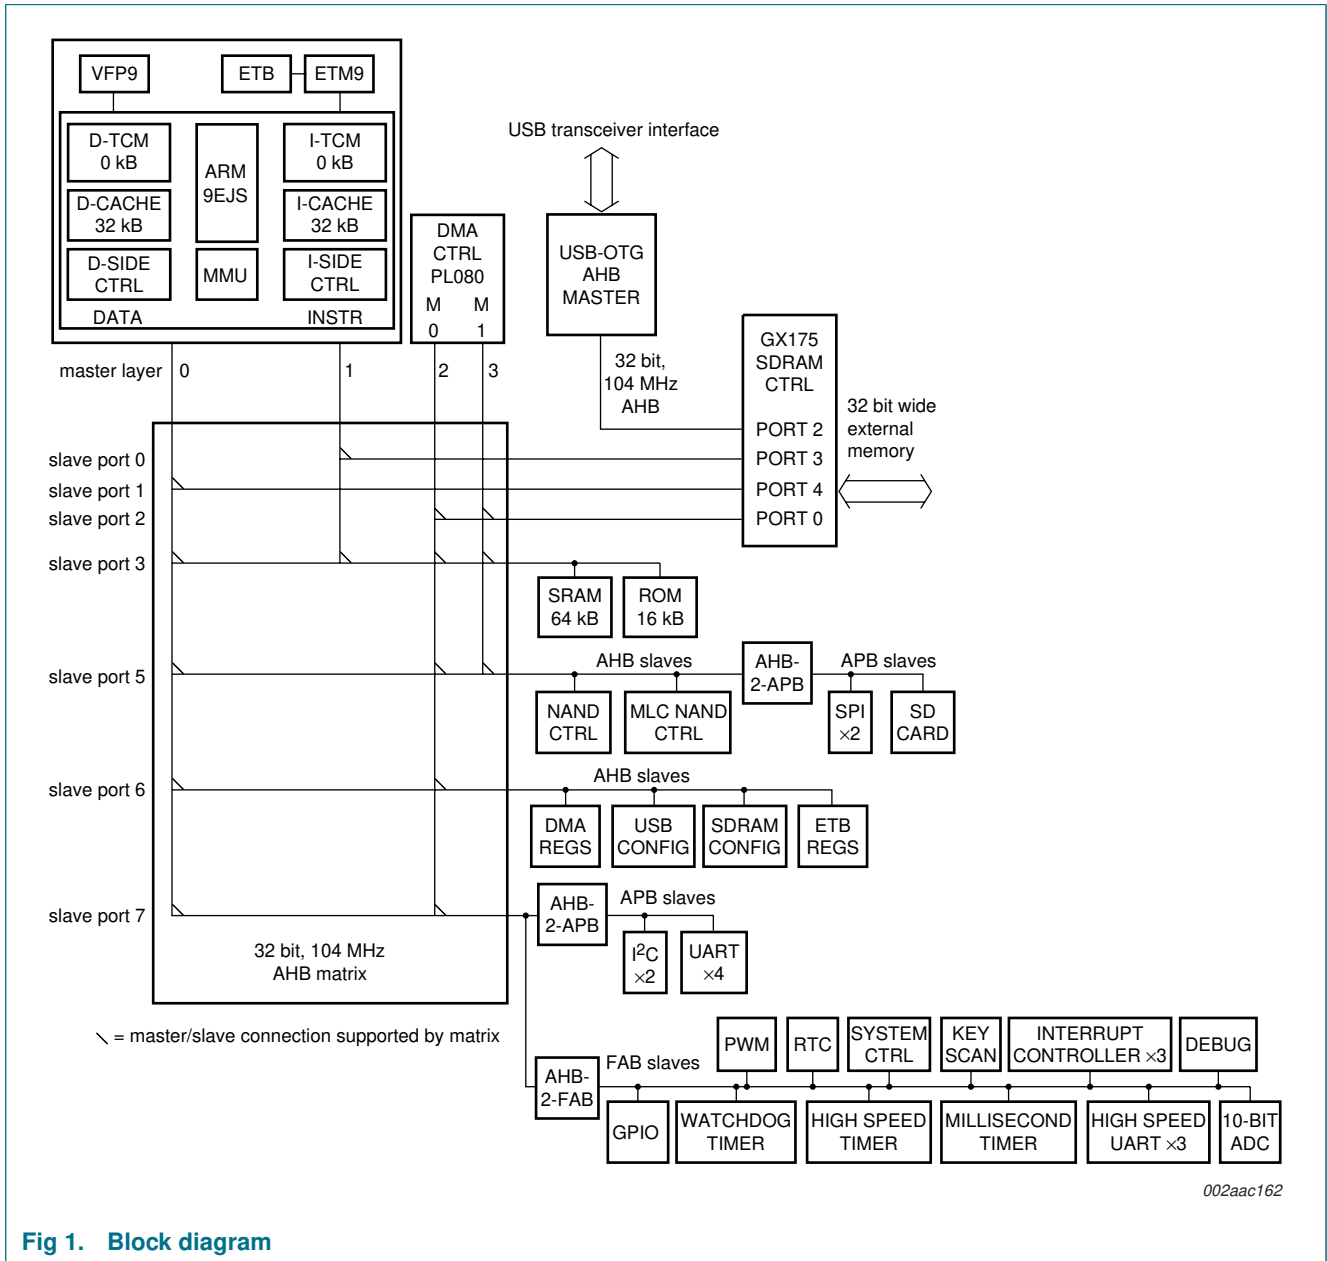 VFP9
ETB
ETM9
D-TCM
0 kB
ARM
9EJS
I-TCM
0 kB
D-CACHE
32 kB
I-CACHE
32 kB
D-SIDE
CTRL
MMU
I-SIDE
CTRL
DATA
INSTR
DMA
CTRL
PL080
M
0
M
1
USB transceiver interface
USB-OTG
AHB
MASTER
32 bit,
104 MHz
AHB
GX175
SDRAM
CTRL
PORT 2
PORT 3
PORT 4
PORT 0
32 bit wide
external
memory
master layer
0
1
2
3
slave port 0
slave port 1
slave port 2
slave port 3
SRAM
64 kB
ROM
16 kB
slave port 5
AHB slaves
AHB-
2-APB
APB slaves
NAND
CTRL
MLC NAND
CTRL
SPI
×2
SD
CARD
slave port 6
AHB slaves
DMA
REGS
USB
CONFIG
SDRAM
CONFIG
ETB
REGS
slave port 7
AHB-
2-APB
APB slaves
I²C
×2
UART
×4
32 bit, 104 MHz
AHB matrix
= master/slave connection supported by matrix
AHB-
2-FAB
FAB slaves
PWM
RTC
SYSTEM
CTRL
KEY
SCAN
INTERRUPT
CONTROLLER ×3
DEBUG
GPIO
WATCHDOG
TIMER
HIGH SPEED
TIMER
MILLISECOND
TIMER
HIGH SPEED
UART ×3
10-BIT
ADC
002aac162
Fig 1. Block diagram